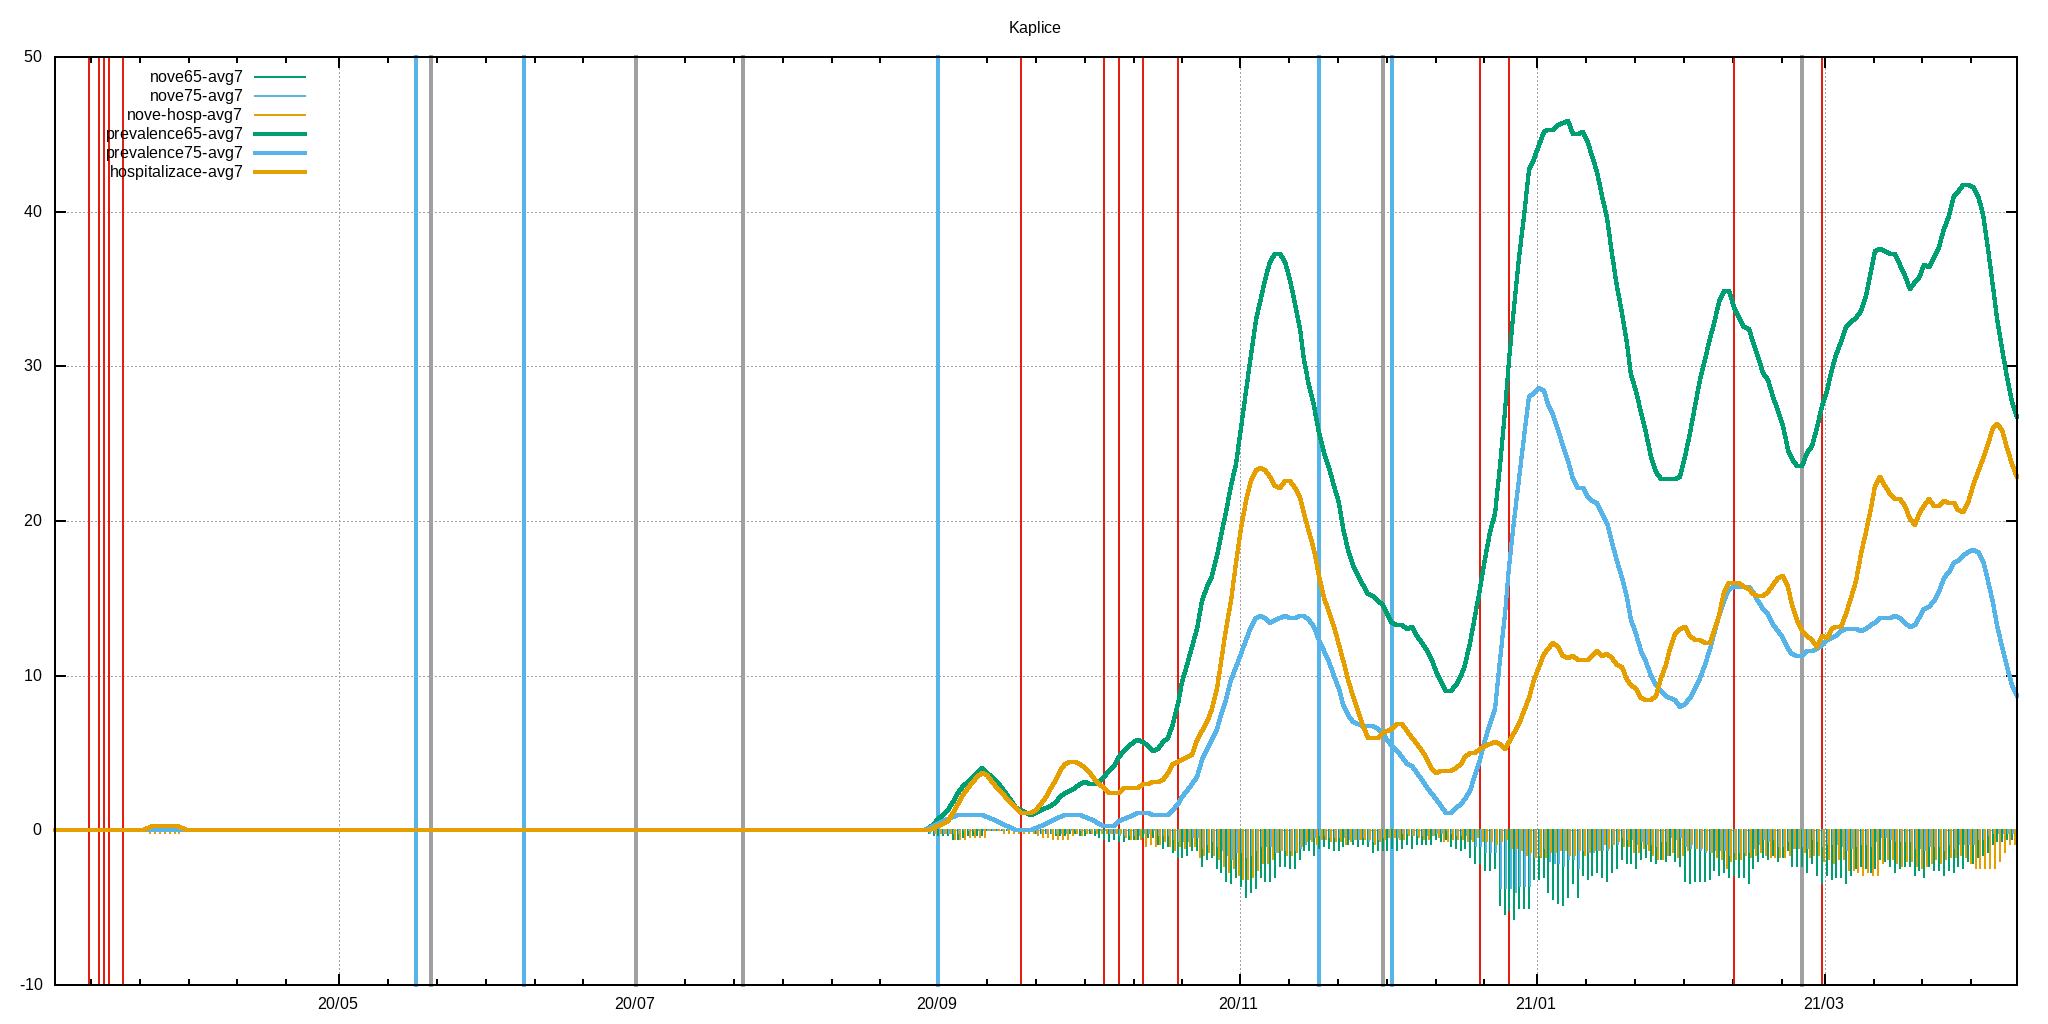 Kaplice
50
nove65-avg7
nove75-avg7
nove-hosp-avg7
prevalence65-avg7
prevalence75-avg7
hospitalizace-avg7
40
30
20
10
0
-10
20/05
20/07
20/09
20/11
21/01
21/03